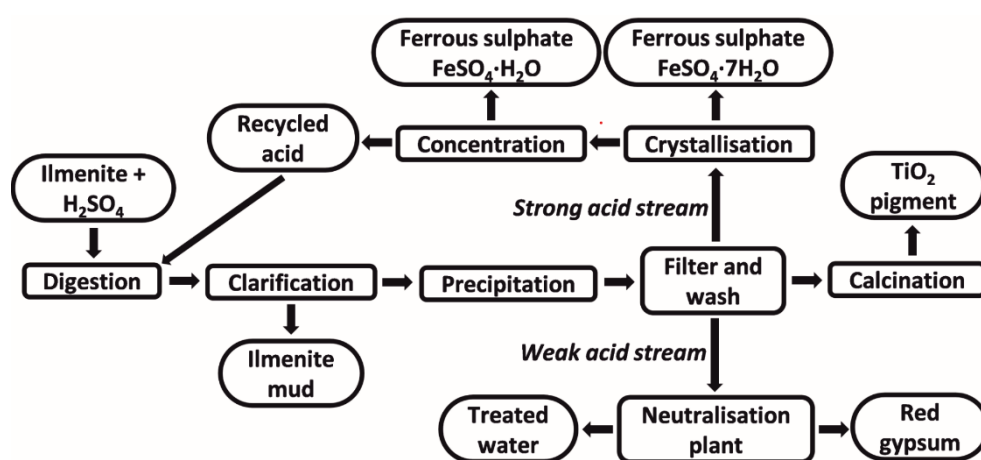 Ferrous sulphate
FeSO₄·H₂O
Ferrous sulphate
FeSO₄·7H₂O
Recycled
acid
Concentration
Crystallisation
Ilmenite +
H₂SO₄
TiO₂
pigment
Strong acid stream
Digestion
Clarification
Precipitation
Filter and
wash
Calcination
Weak acid stream
Ilmenite
mud
Treated
water
Neutralisation
plant
Red
gypsum